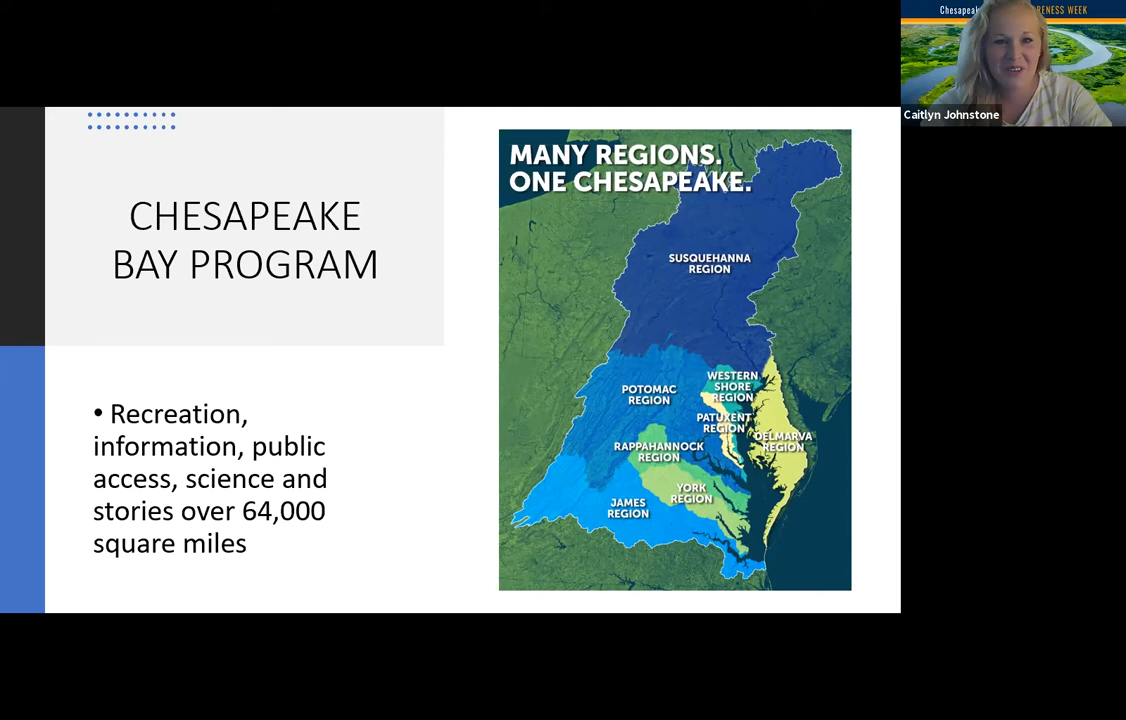 Chesapeak
RENESS WEEK
Caitlyn Johnstone
CHESAPEAKE
BAY PROGRAM
• Recreation,
information, public
access, science and
stories over 64,000
square miles
MANY REGIONS.
ONE CHESAPEAKE.
SUSQUEHANNA
REGION
POTOMAC
REGION
WESTERN
SHORE
REGION
PATUXENT
REGION
DELMARVA
REGION
RAPPAHANNOCK
REGION
YORK
REGION
JAMES
REGION